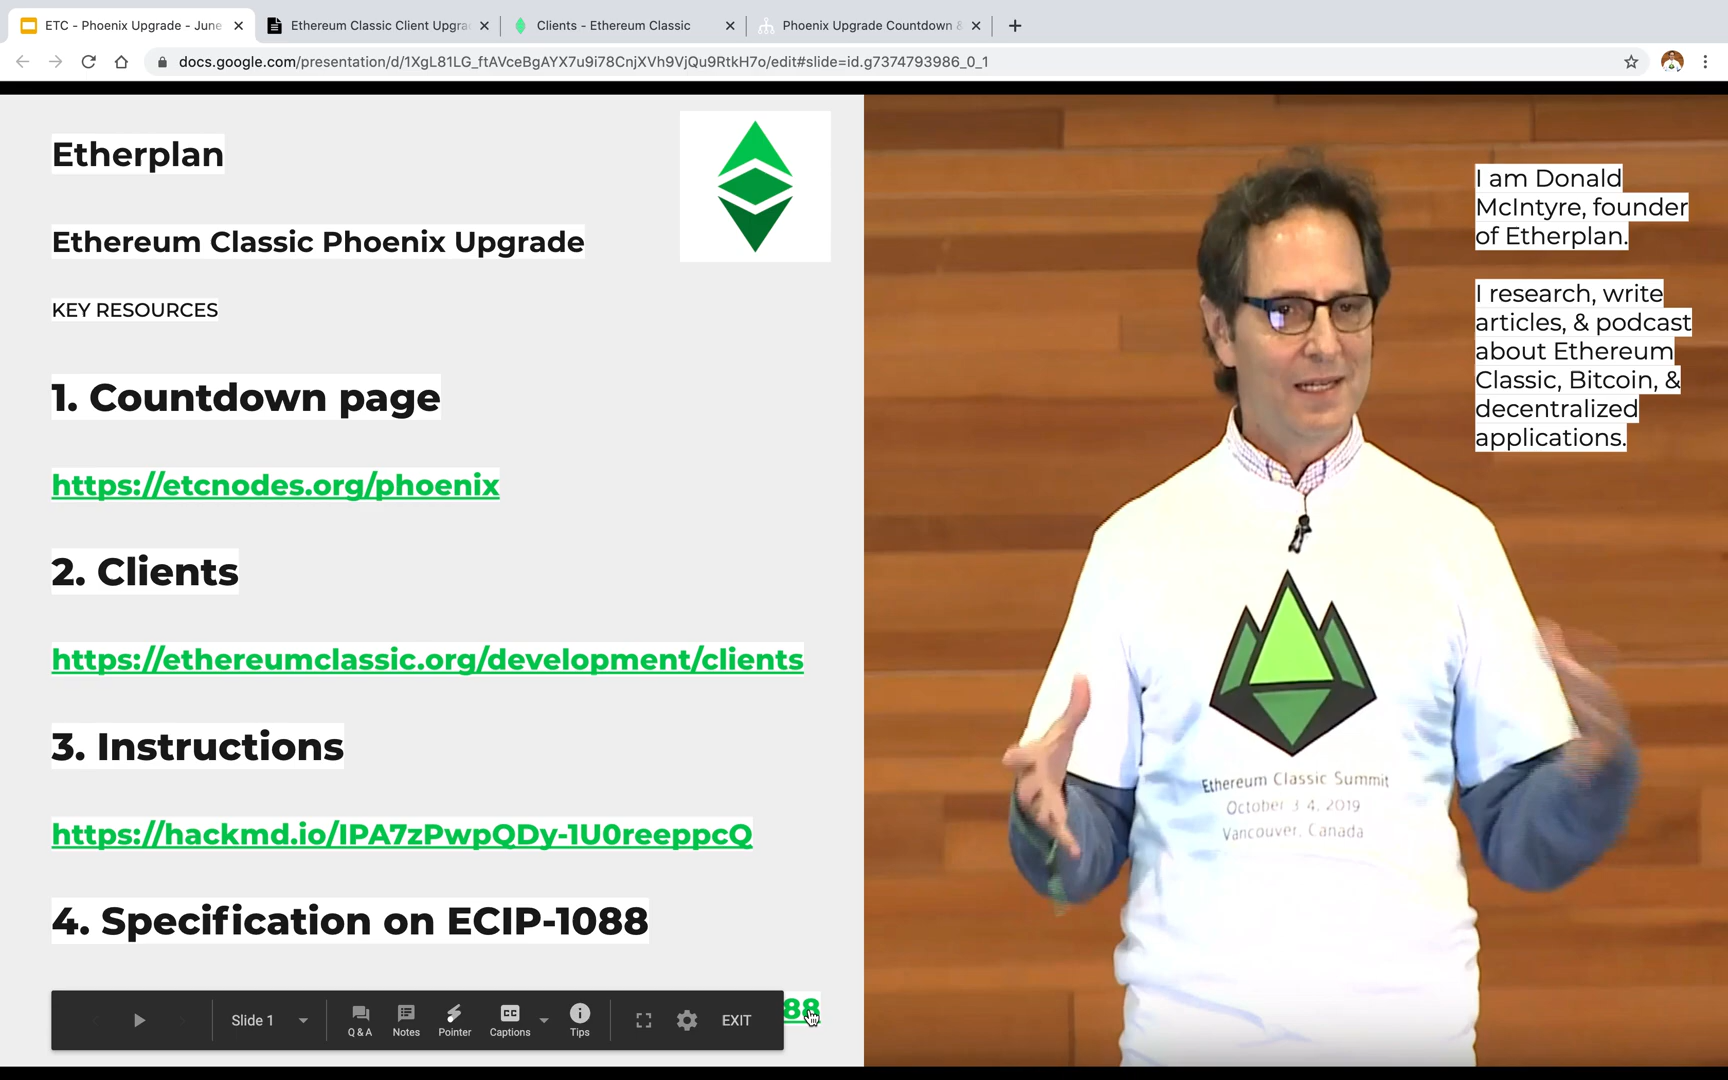 ETC - Phoenix Upgrade - June
Ethereum Classic Client Upgra
Clients - Ethereum Classic
Phoenix Upgrade Countdown &
docs.google.com/presentation/d/1XgL81LG_ftAVceBgAYX7u9i78CnjXVh9VjQu9RtkH7o/edit#slide=id.g7374793986_0_1
Etherplan
Ethereum Classic Phoenix Upgrade
KEY RESOURCES
1. Countdown page
https://etcnodes.org/phoenix
2. Clients
https://ethereumclassic.org/development/clients
3. Instructions
https://hackmd.io/IPA7zPwpQDy-1U0reeppcQ
4. Specification on ECIP-1088
88
I am Donald
McIntyre, founder
of Etherplan.
I research, write
articles, & podcast
about Ethereum
Classic, Bitcoin, &
decentralized
applications.
Ethereum Classic Summit
October 3-4, 2019
Vancouver, Canada
Slide 1
Q & A
Notes
Pointer
CC
Captions
Tips
EXIT